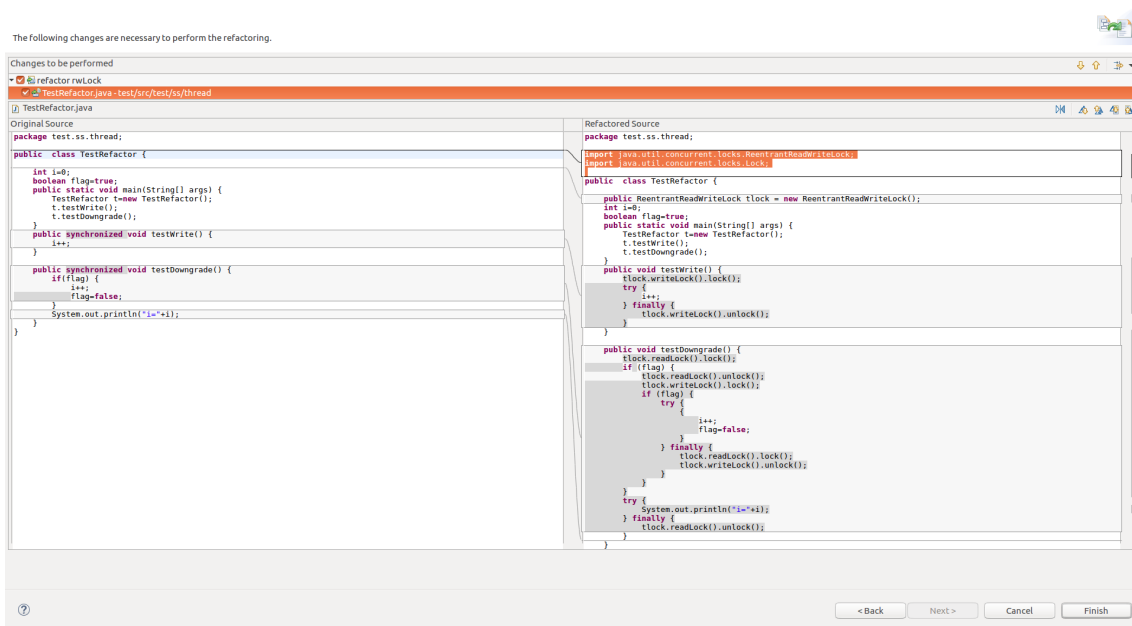 The following changes are necessary to perform the refactoring.
Changes to be performed
refactor rwLock
TestRefactor.java - test/src/test/ss/thread
TestRefactor.java
Original Source
package test.ss.thread;
public  class TestRefactor {
int i=0;
boolean flag=true;
public static void main(String[] args) {
TestRefactor t=new TestRefactor();
t.testWrite();
t.testDowngrade();
}
public synchronized void testWrite() {
i++;
}
public synchronized void testDowngrade() {
if(flag) {
i++;
flag=false;
}
System.out.println("i="+i);
}
}
Refactored Source
package test.ss.thread;
import java.util.concurrent.locks.ReentrantReadWriteLock;
import java.util.concurrent.locks.Lock;
public  class TestRefactor {
public ReentrantReadWriteLock tlock = new ReentrantReadWriteLock();
int i=0;
boolean flag=true;
public static void main(String[] args) {
TestRefactor t=new TestRefactor();
t.testWrite();
t.testDowngrade();
}
public void testWrite() {
tlock.writeLock().lock();
try {
i++;
} finally {
tlock.writeLock().unlock();
}
}
public void testDowngrade() {
tlock.readLock().lock();
if (flag) {
tlock.readLock().unlock();
tlock.writeLock().lock();
if (flag) {
try {
{
i++;
flag=false;
}
} finally {
tlock.readLock().lock();
tlock.writeLock().unlock();
}
}
}
try {
System.out.println("i="+i);
} finally {
tlock.readLock().unlock();
}
}
< Back
Next >
Cancel
Finish